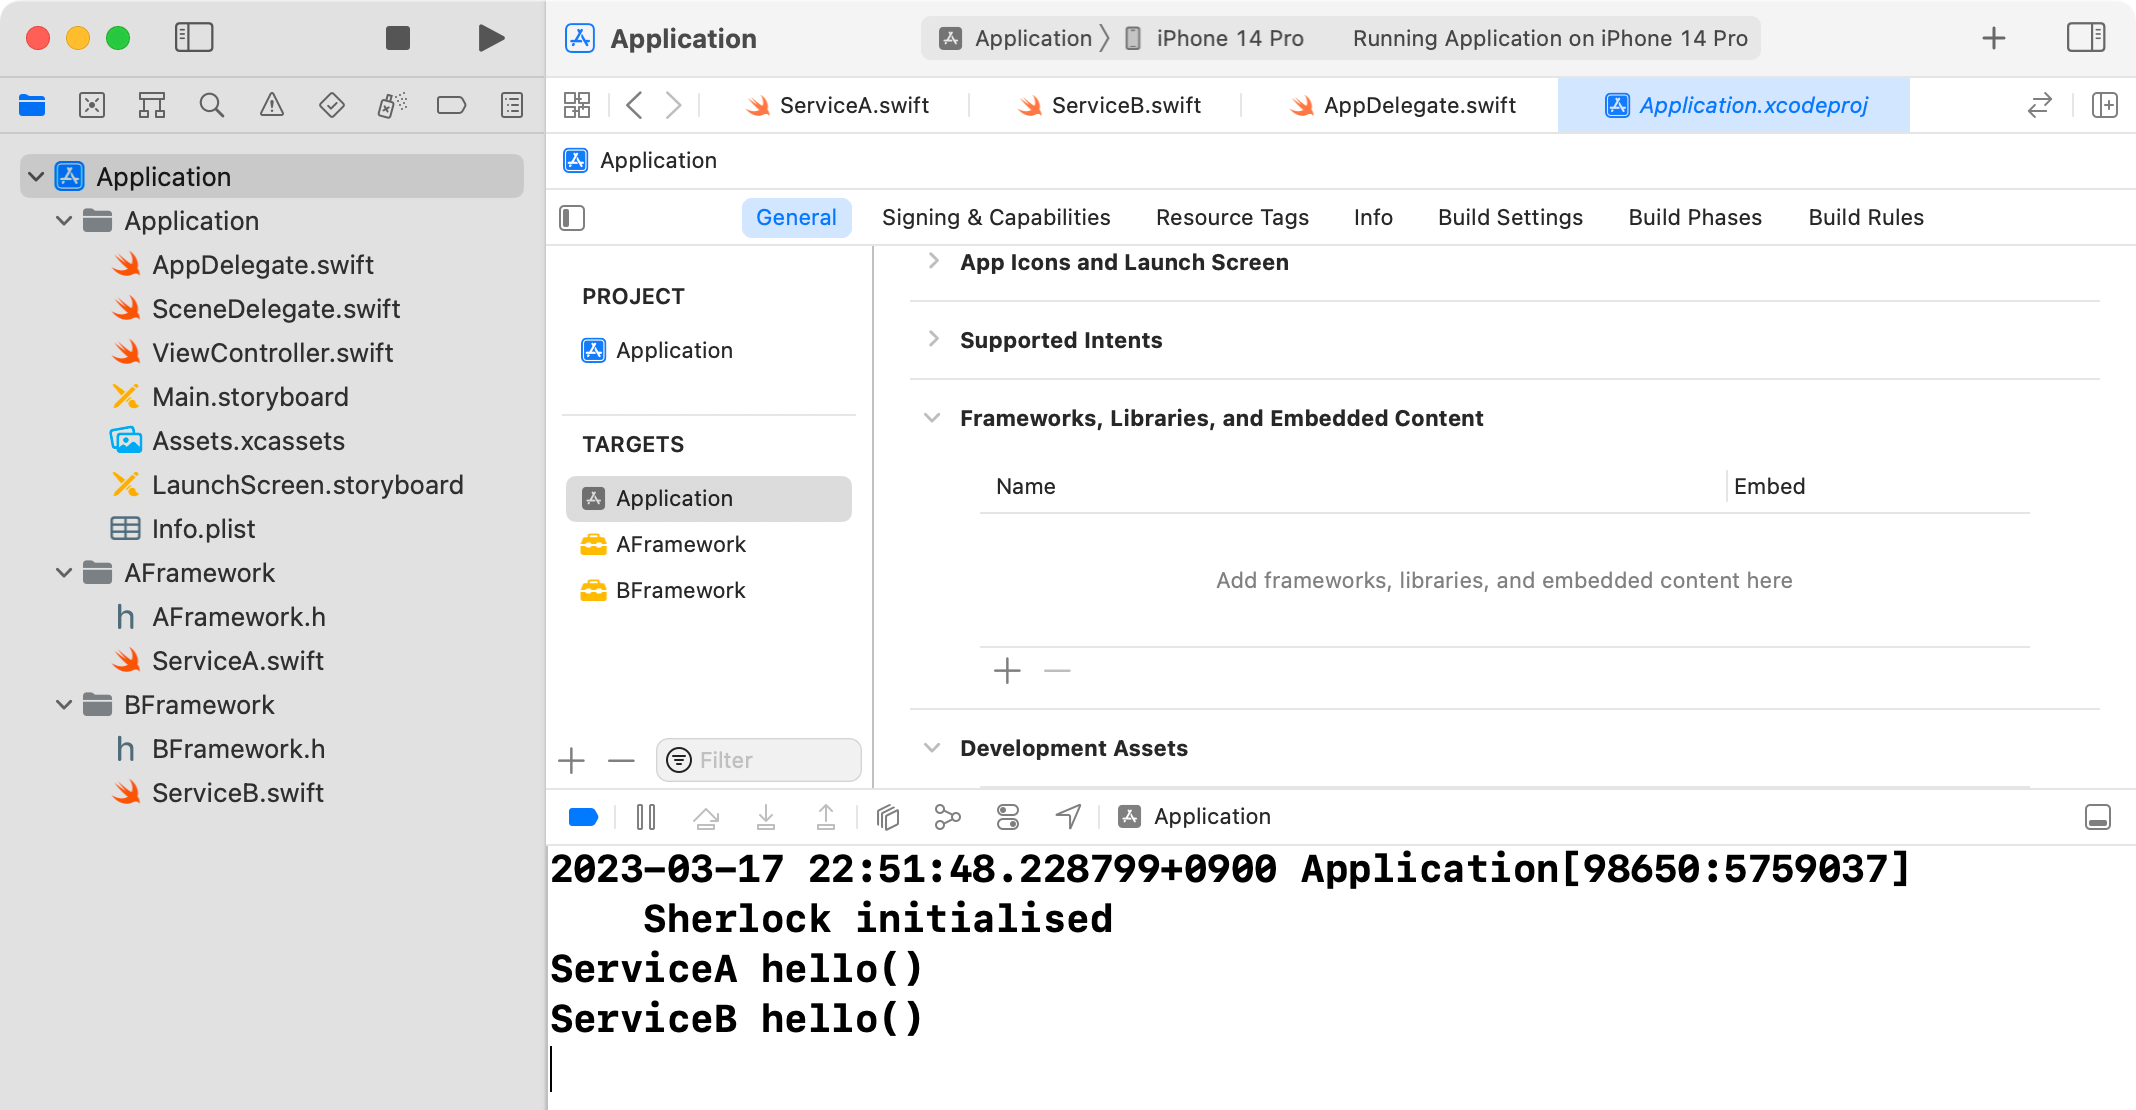 Application
Application
iPhone 14 Pro
Running Application on iPhone 14 Pro
ServiceA.swift
ServiceB.swift
AppDelegate.swift
Application.xcodeproj
Application
Application
AppDelegate.swift
SceneDelegate.swift
ViewController.swift
Main.storyboard
Assets.xcassets
LaunchScreen.storyboard
Info.plist
AFramework
h AFramework.h
ServiceA.swift
BFramework
h BFramework.h
ServiceB.swift
Application
General
Signing & Capabilities
Resource Tags
Info
Build Settings
Build Phases
Build Rules
PROJECT
Application
TARGETS
Application
AFramework
BFramework
Filter
App Icons and Launch Screen
Supported Intents
Frameworks, Libraries, and Embedded Content
Name
Embed
Add frameworks, libraries, and embedded content here
Development Assets
Application
2023-03-17 22:51:48.228799+0900 Application[98650:5759037]
Sherlock initialised
ServiceA hello()
ServiceB hello()